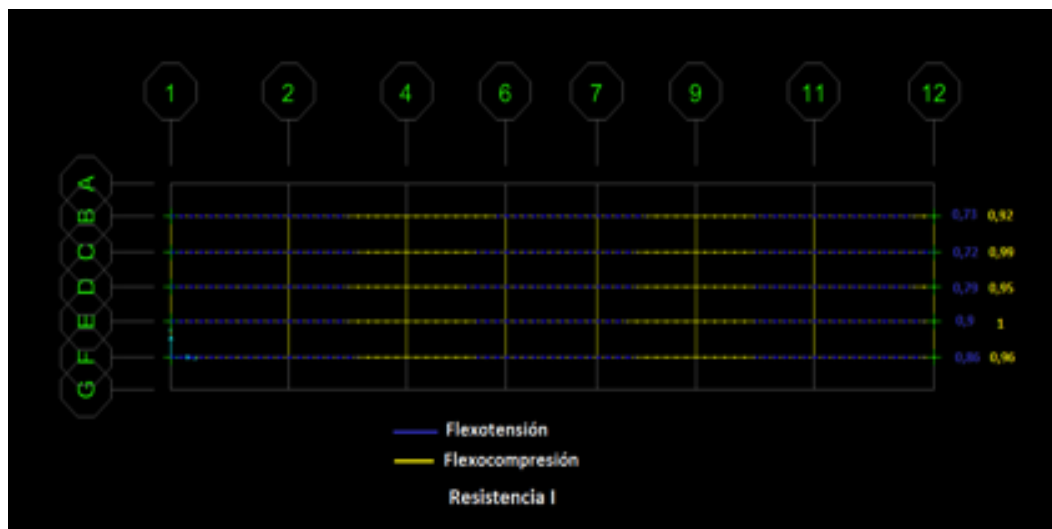 1 2 4 6 7 9 11 12
A
B 0,73 0,92
C 0,72 0,99
D 0,79 0,95
E 0,9 1
F 0,86 0,96
G
Flexotensión
Flexocompresión
Resistencia I